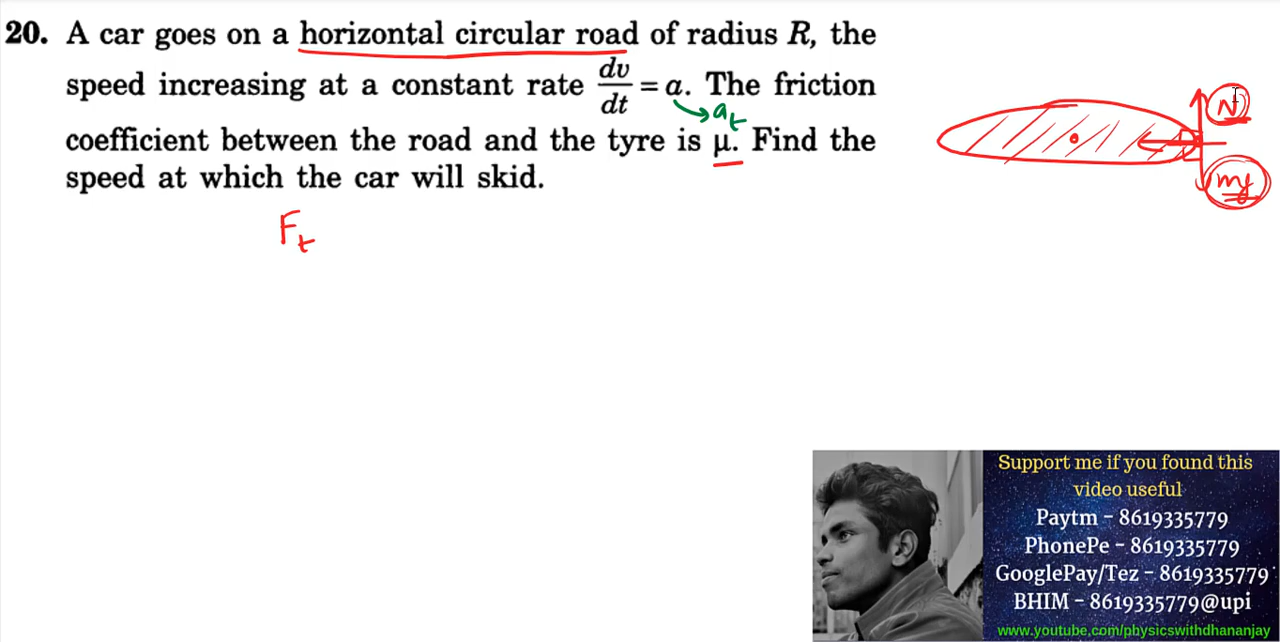 20. A car goes on a horizontal circular road of radius R, the
speed increasing at a constant rate dv/dt = a. The friction
a_t
coefficient between the road and the tyre is μ. Find the
speed at which the car will skid.
F_t
N
mg
Support me if you found this
video useful
Paytm - 8619335779
PhonePe - 8619335779
GooglePay/Tez - 8619335779
BHIM - 8619335779@upi
www.youtube.com/physicswithdhananjay